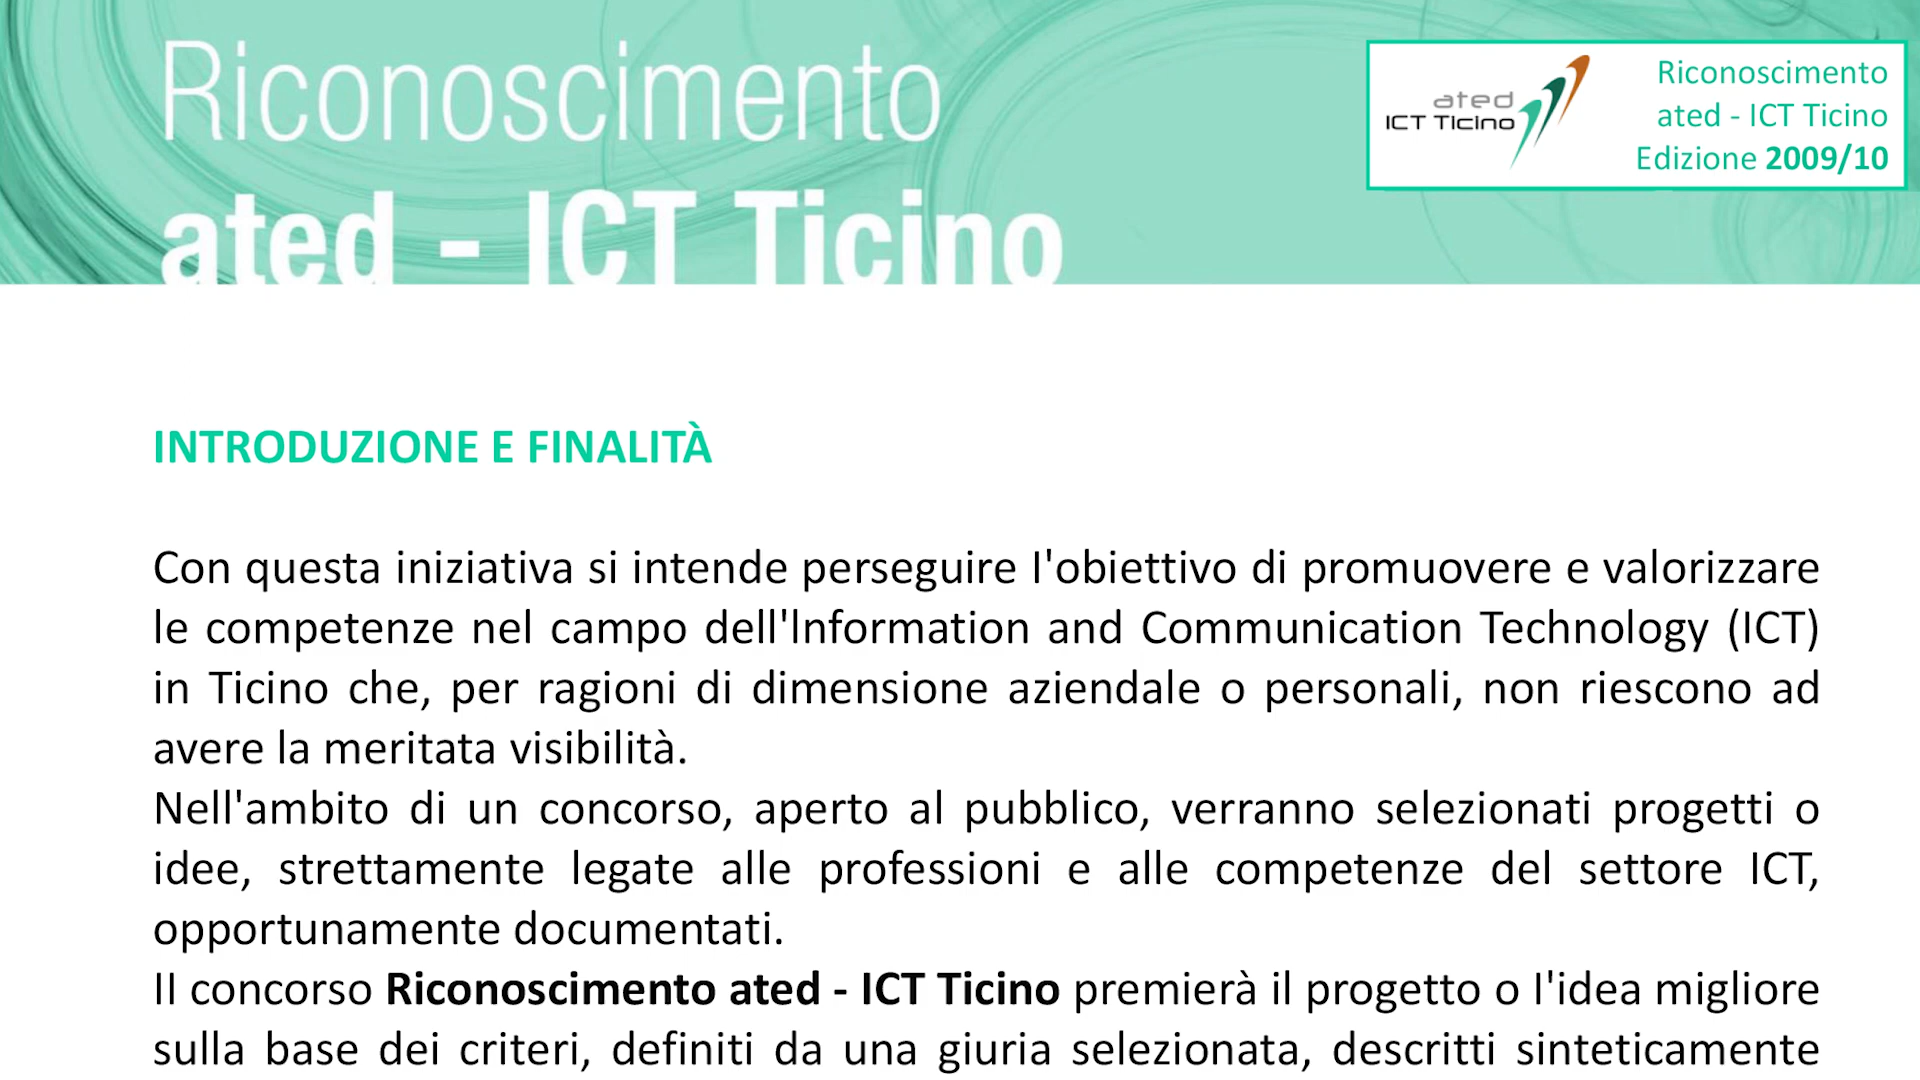 Riconoscimento
ated - ICT Ticino
ated
ICT Ticino
Riconoscimento
ated - ICT Ticino
Edizione 2009/10
INTRODUZIONE E FINALITÀ
Con questa iniziativa si intende perseguire l'obiettivo di promuovere e valorizzare
le competenze nel campo dell'Information and Communication Technology (ICT)
in Ticino che, per ragioni di dimensione aziendale o personali, non riescono ad
avere la meritata visibilità.
Nell'ambito di un concorso, aperto al pubblico, verranno selezionati progetti o
idee, strettamente legate alle professioni e alle competenze del settore ICT,
opportunamente documentati.
Il concorso Riconoscimento ated - ICT Ticino premierà il progetto o l'idea migliore
sulla base dei criteri, definiti da una giuria selezionata, descritti sinteticamente